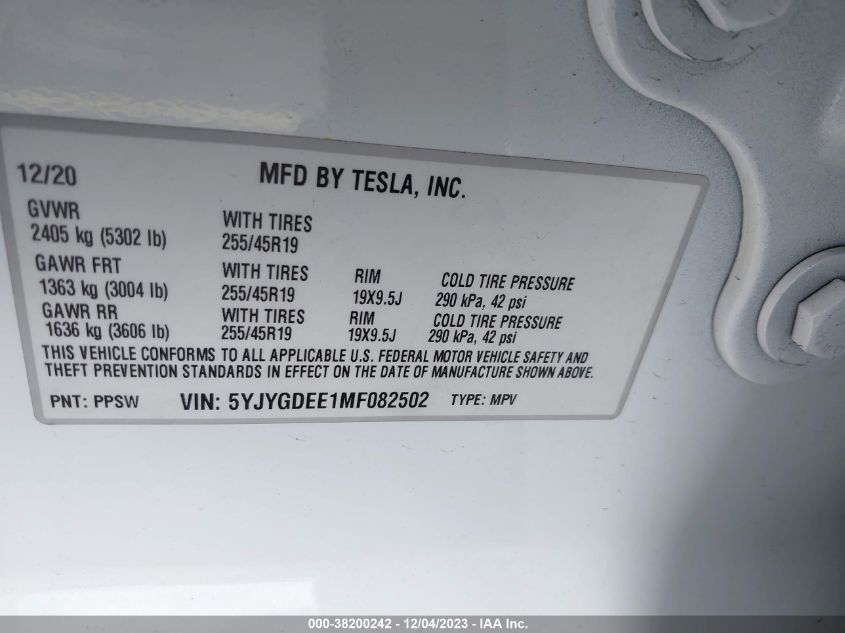 12/20 MFD BY TESLA, INC.
GVWR WITH TIRES
2405 kg (5302 lb) 255/45R19
GAWR FRT WITH TIRES RIM COLD TIRE PRESSURE
1363 kg (3004 lb) 255/45R19 19X9.5J 290 kPa, 42 psi
GAWR RR WITH TIRES RIM COLD TIRE PRESSURE
1636 kg (3606 lb) 255/45R19 19X9.5J 290 kPa, 42 psi
THIS VEHICLE CONFORMS TO ALL APPLICABLE U.S. FEDERAL MOTOR VEHICLE SAFETY AND
THEFT PREVENTION STANDARDS IN EFFECT ON THE DATE OF MANUFACTURE SHOWN ABOVE.
PNT: PPSW VIN: 5YJYGDEE1MF082502 TYPE: MPV
000-38200242 - 12/04/2023 - IAA Inc.